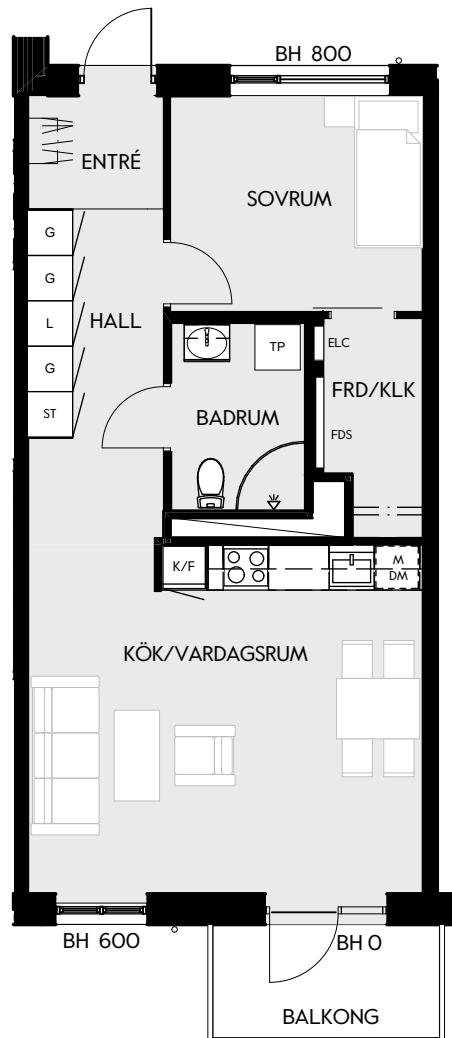 BH 800
ENTRÉ
SOVRUM
G
G
L
HALL
G
ST
TP
ELC
FRD/KLK
BADRUM
FDS
K/F
M
DM
KÖK/VARDAGSRUM
BH 600
BH 0
BALKONG